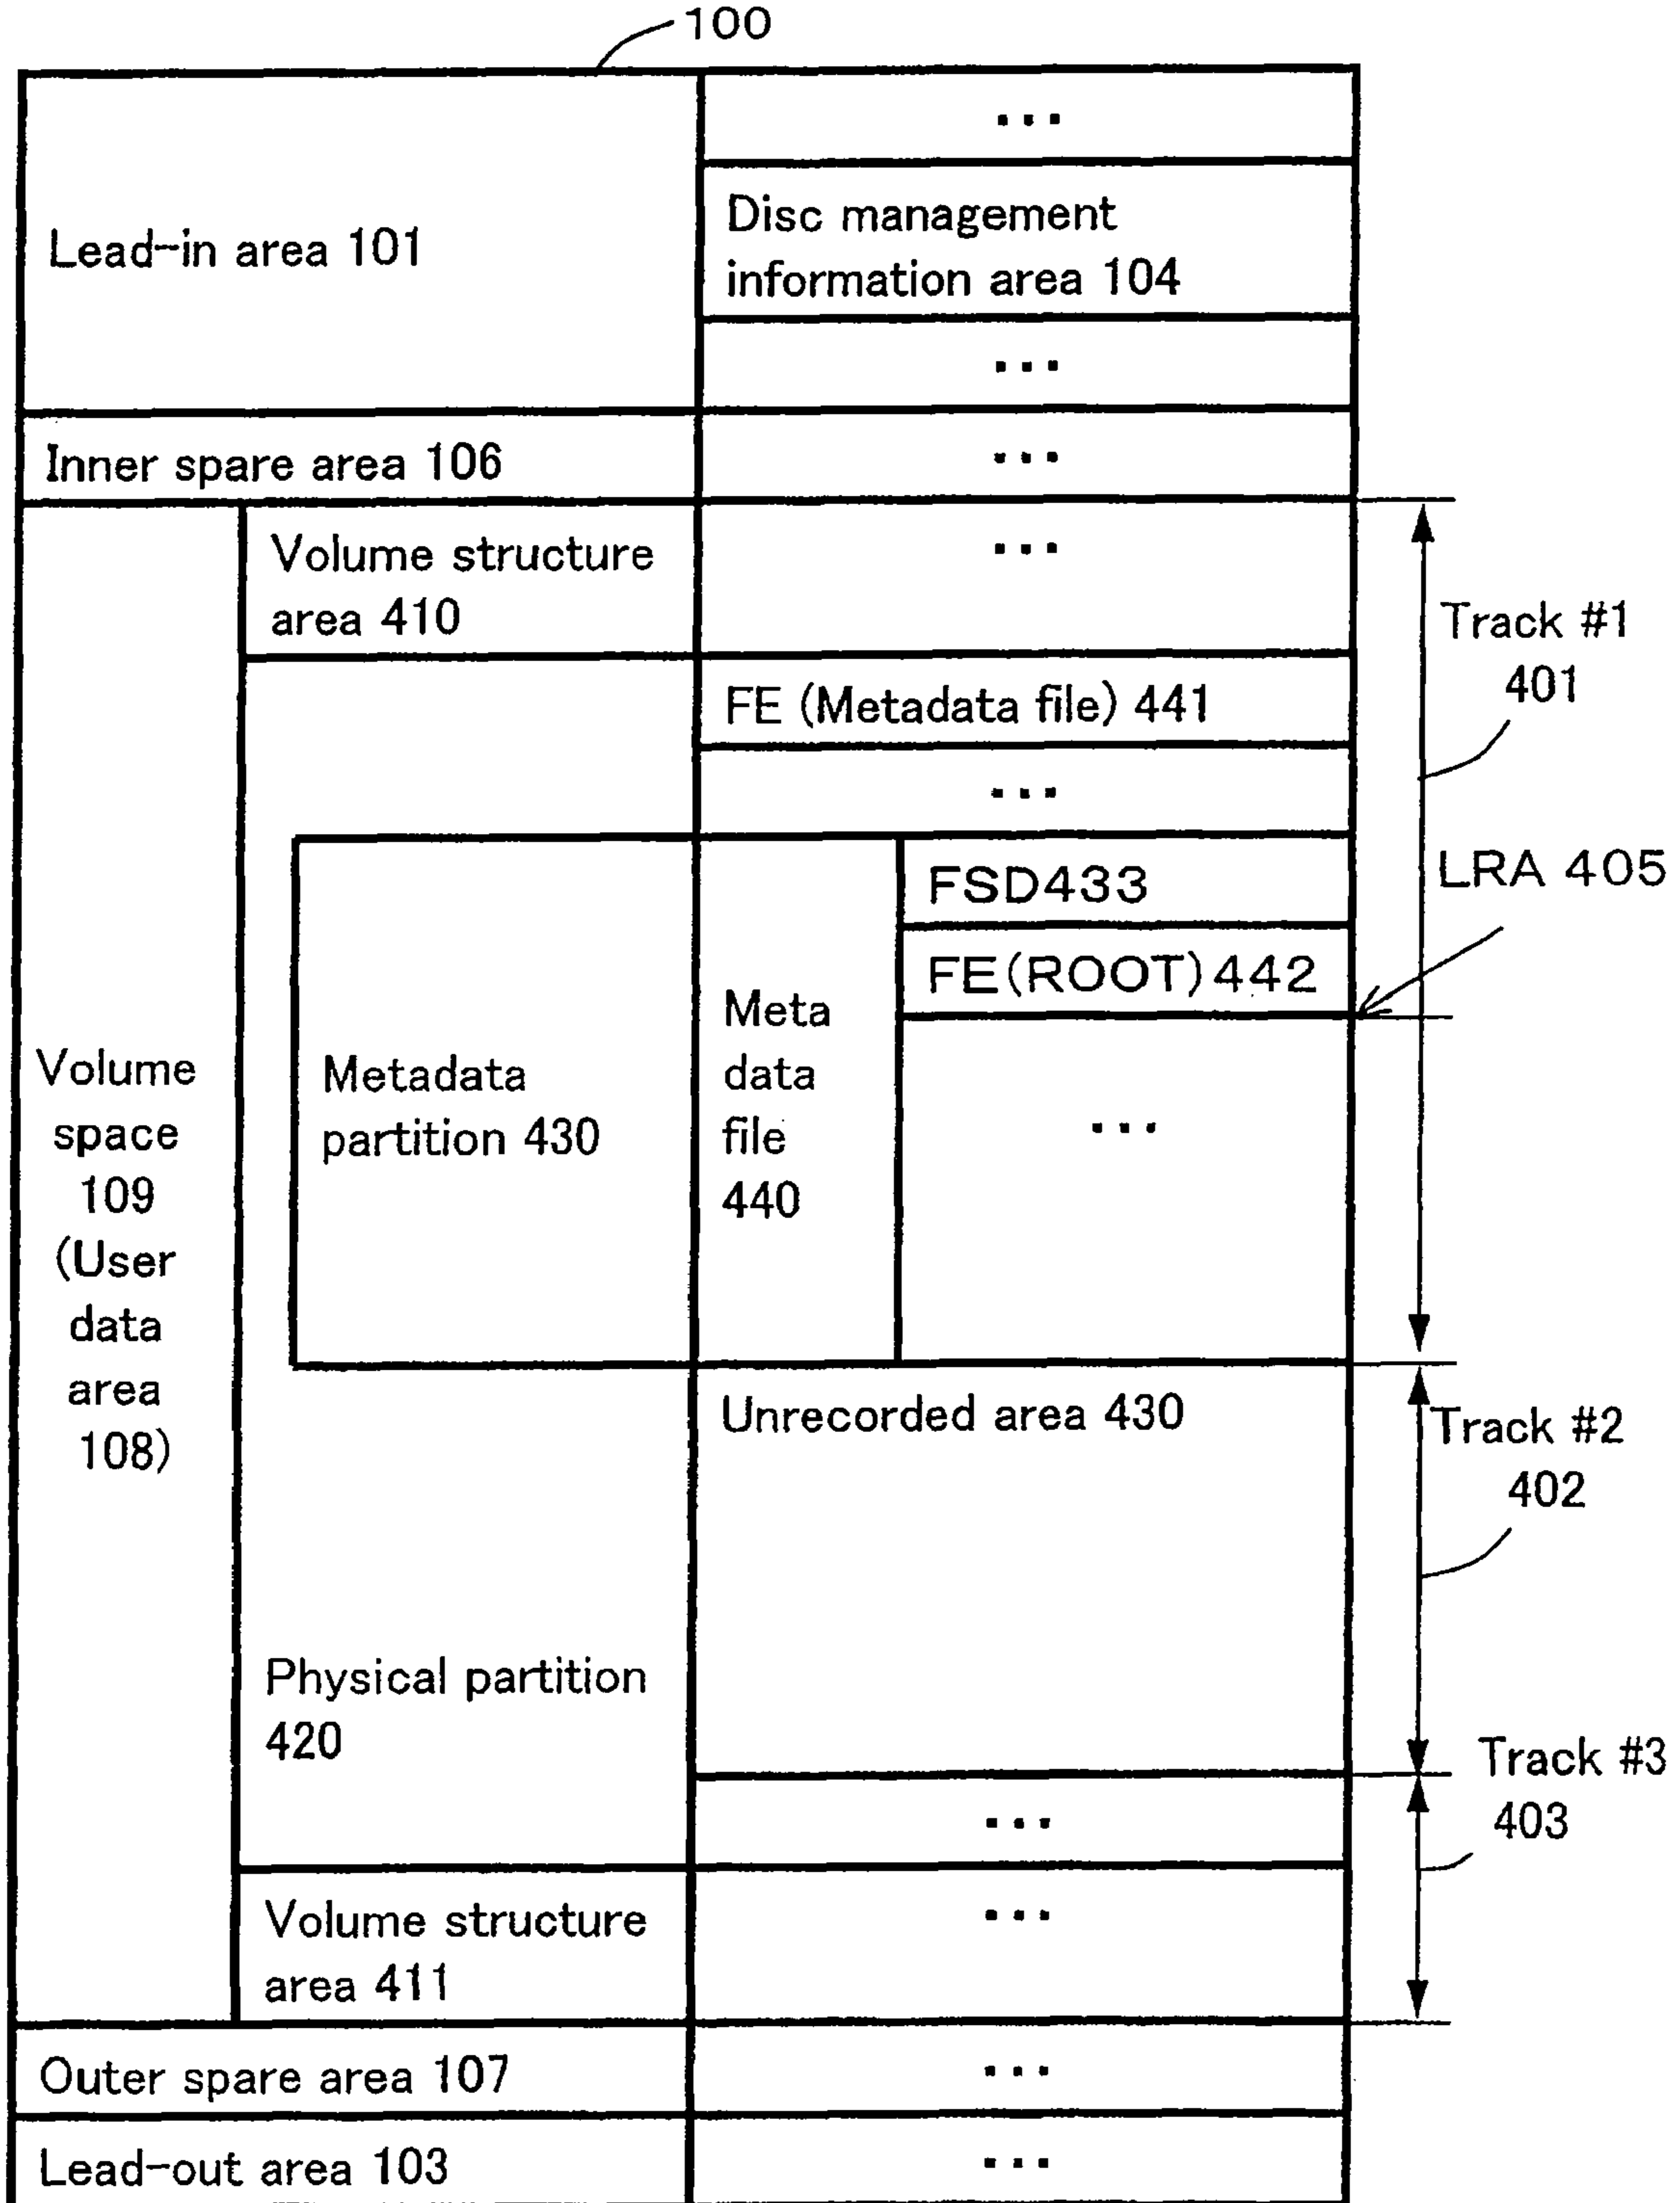 100
...
Lead-in area 101
Disc management
information area 104
...
Inner spare area 106
...
Volume structure
area 410
...
Track #1
401
FE (Metadata file) 441
...
FSD433
LRA 405
FE(ROOT)442
Volume
space
109
(User
data
area
108)
Metadata
partition 430
Meta
data
file
440
...
Unrecorded area 430
Track #2
402
Physical partition
420
Track #3
403
...
Volume structure
area 411
...
Outer spare area 107
...
Lead-out area 103
...